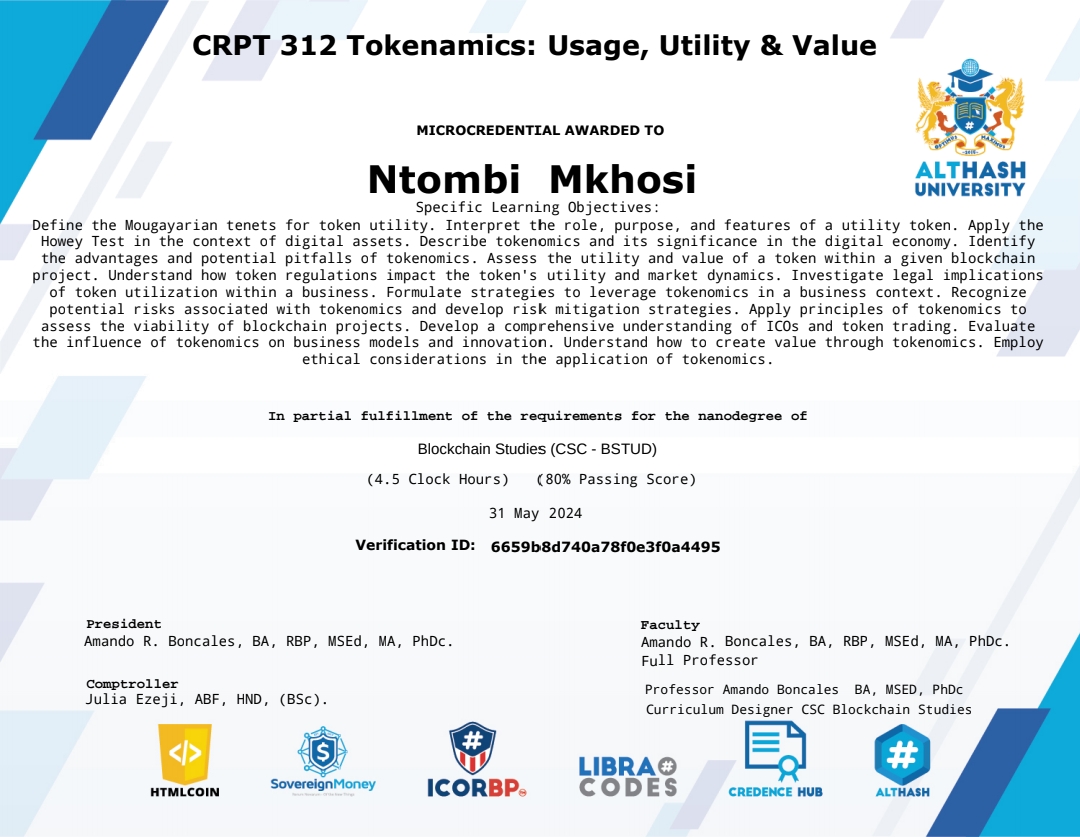 CRPT 312 Tokenamics: Usage, Utility & Value
MICROCREDENTIAL AWARDED TO
ALTHASH
UNIVERSITY
Ntombi Mkhosi
Specific Learning Objectives:
Define the Mougayarian tenets for token utility. Interpret the role, purpose, and features of a utility token. Apply the
Howey Test in the context of digital assets. Describe tokenomics and its significance in the digital economy. Identify
the advantages and potential pitfalls of tokenomics. Assess the utility and value of a token within a given blockchain
project. Understand how token regulations impact the token's utility and market dynamics. Investigate legal implications
of token utilization within a business. Formulate strategies to leverage tokenomics in a business context. Recognize
potential risks associated with tokenomics and develop risk mitigation strategies. Apply principles of tokenomics to
assess the viability of blockchain projects. Develop a comprehensive understanding of ICOs and token trading. Evaluate
the influence of tokenomics on business models and innovation. Understand how to create value through tokenomics. Employ
ethical considerations in the application of tokenomics.
In partial fulfillment of the requirements for the nanodegree of
Blockchain Studies (CSC - BSTUD)
(4.5 Clock Hours) (80% Passing Score)
31 May 2024
Verification ID: 6659b8d740a78f0e3f0a4495
President
Amando R. Boncales, BA, RBP, MSEd, MA, PhDc.
Comptroller
Julia Ezeji, ABF, HND, (BSc).
Faculty
Amando R. Boncales, BA, RBP, MSEd, MA, PhDc.
Full Professor
Professor Amando Boncales BA, MSED, PhDc
Curriculum Designer CSC Blockchain Studies
HTMLCOIN
SovereignMoney
ICORBP
LIBRA#
CODES
CREDENCE HUB
ALTHASH